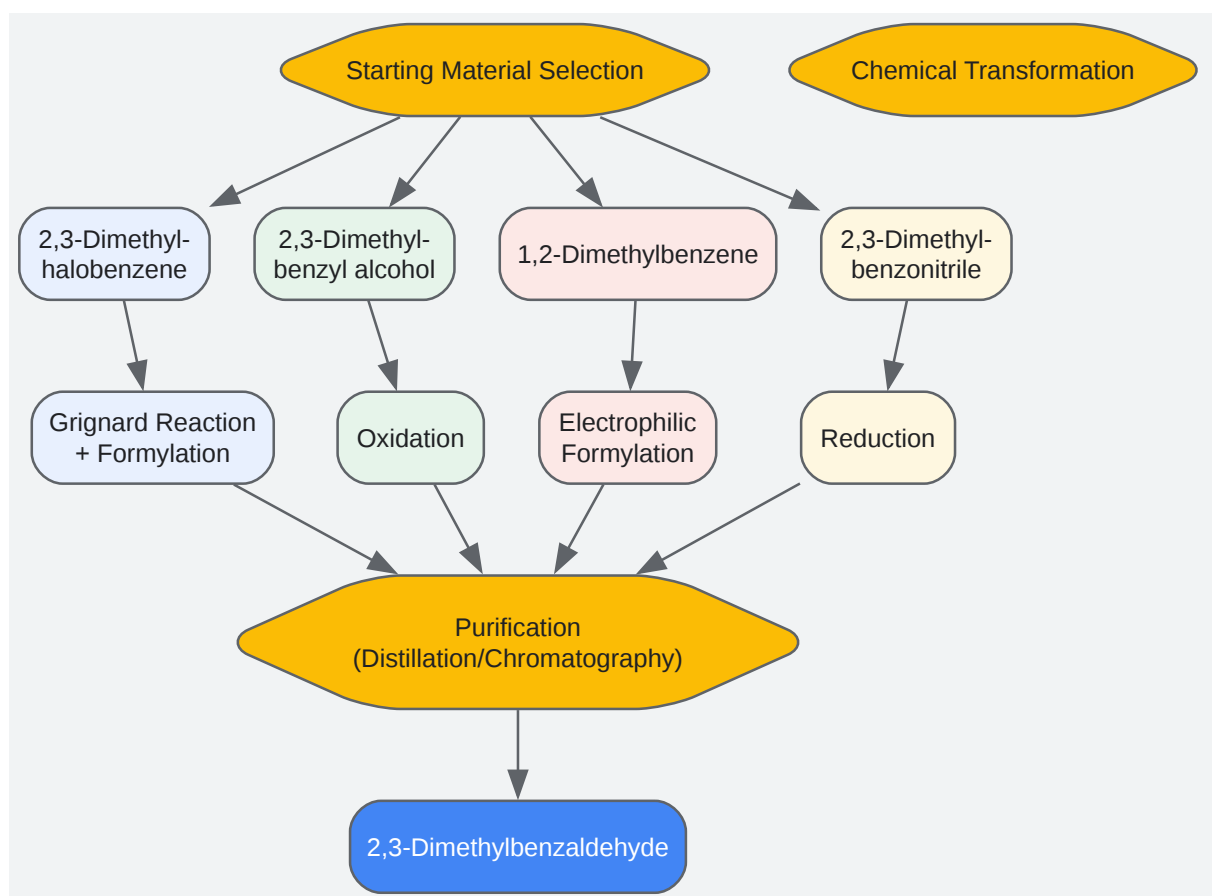 Starting Material Selection
Chemical Transformation
2,3-Dimethyl-
halobenzene
2,3-Dimethyl-
benzyl alcohol
1,2-Dimethylbenzene
2,3-Dimethyl-
benzonitrile
Grignard Reaction
+ Formylation
Oxidation
Electrophilic
Formylation
Reduction
Purification
(Distillation/Chromatography)
2,3-Dimethylbenzaldehyde